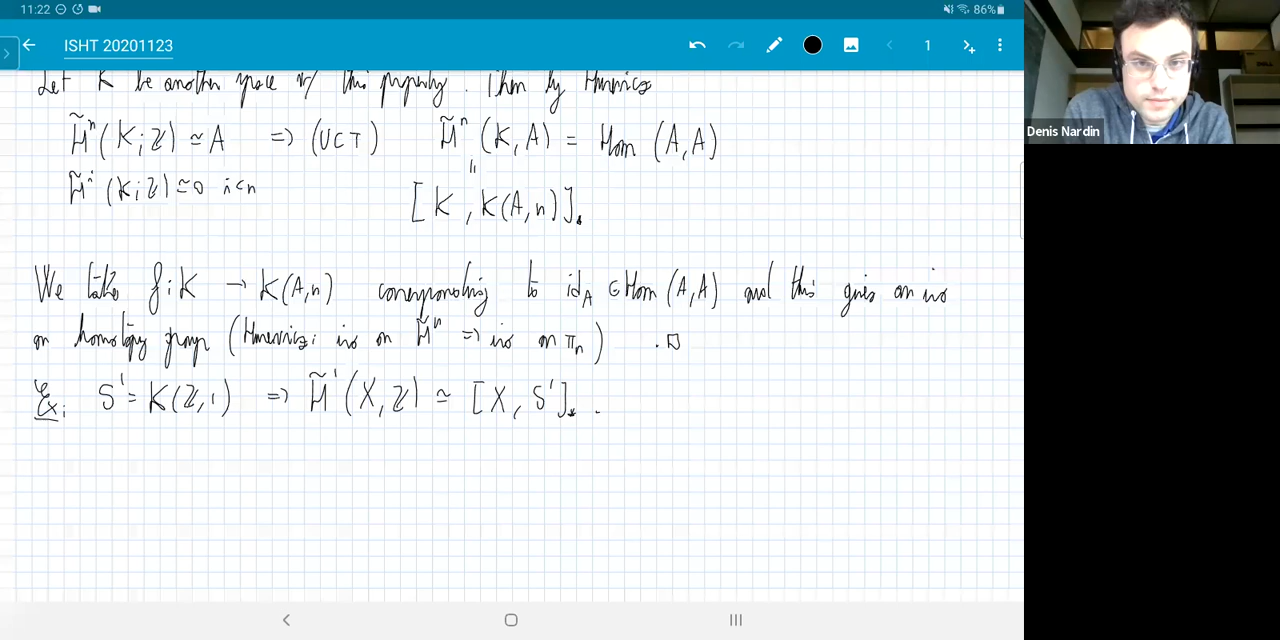 11:22 86%
ISHT 20201123
1
Let K be another space w/ this property. Then by Hurewicz
H̃ⁿ(K; ℤ) ≃ A => (UCT) H̃ⁿ(K, A) = Hom (A, A)
H̃ⁱ(K; ℤ) ≃ 0 i<n
"
[K, K(A, n)]•
We take f: K → K(A, n) corresponding to id_A ∈ Hom (A, A) and this gives an iso
on homotopy groups (Hurewicz: iso on H̃ⁿ => iso on πₙ) . □
Ex: S¹ = K(ℤ, 1) => H̃¹(X, ℤ) ≃ [X, S¹]• .
Denis Nardin